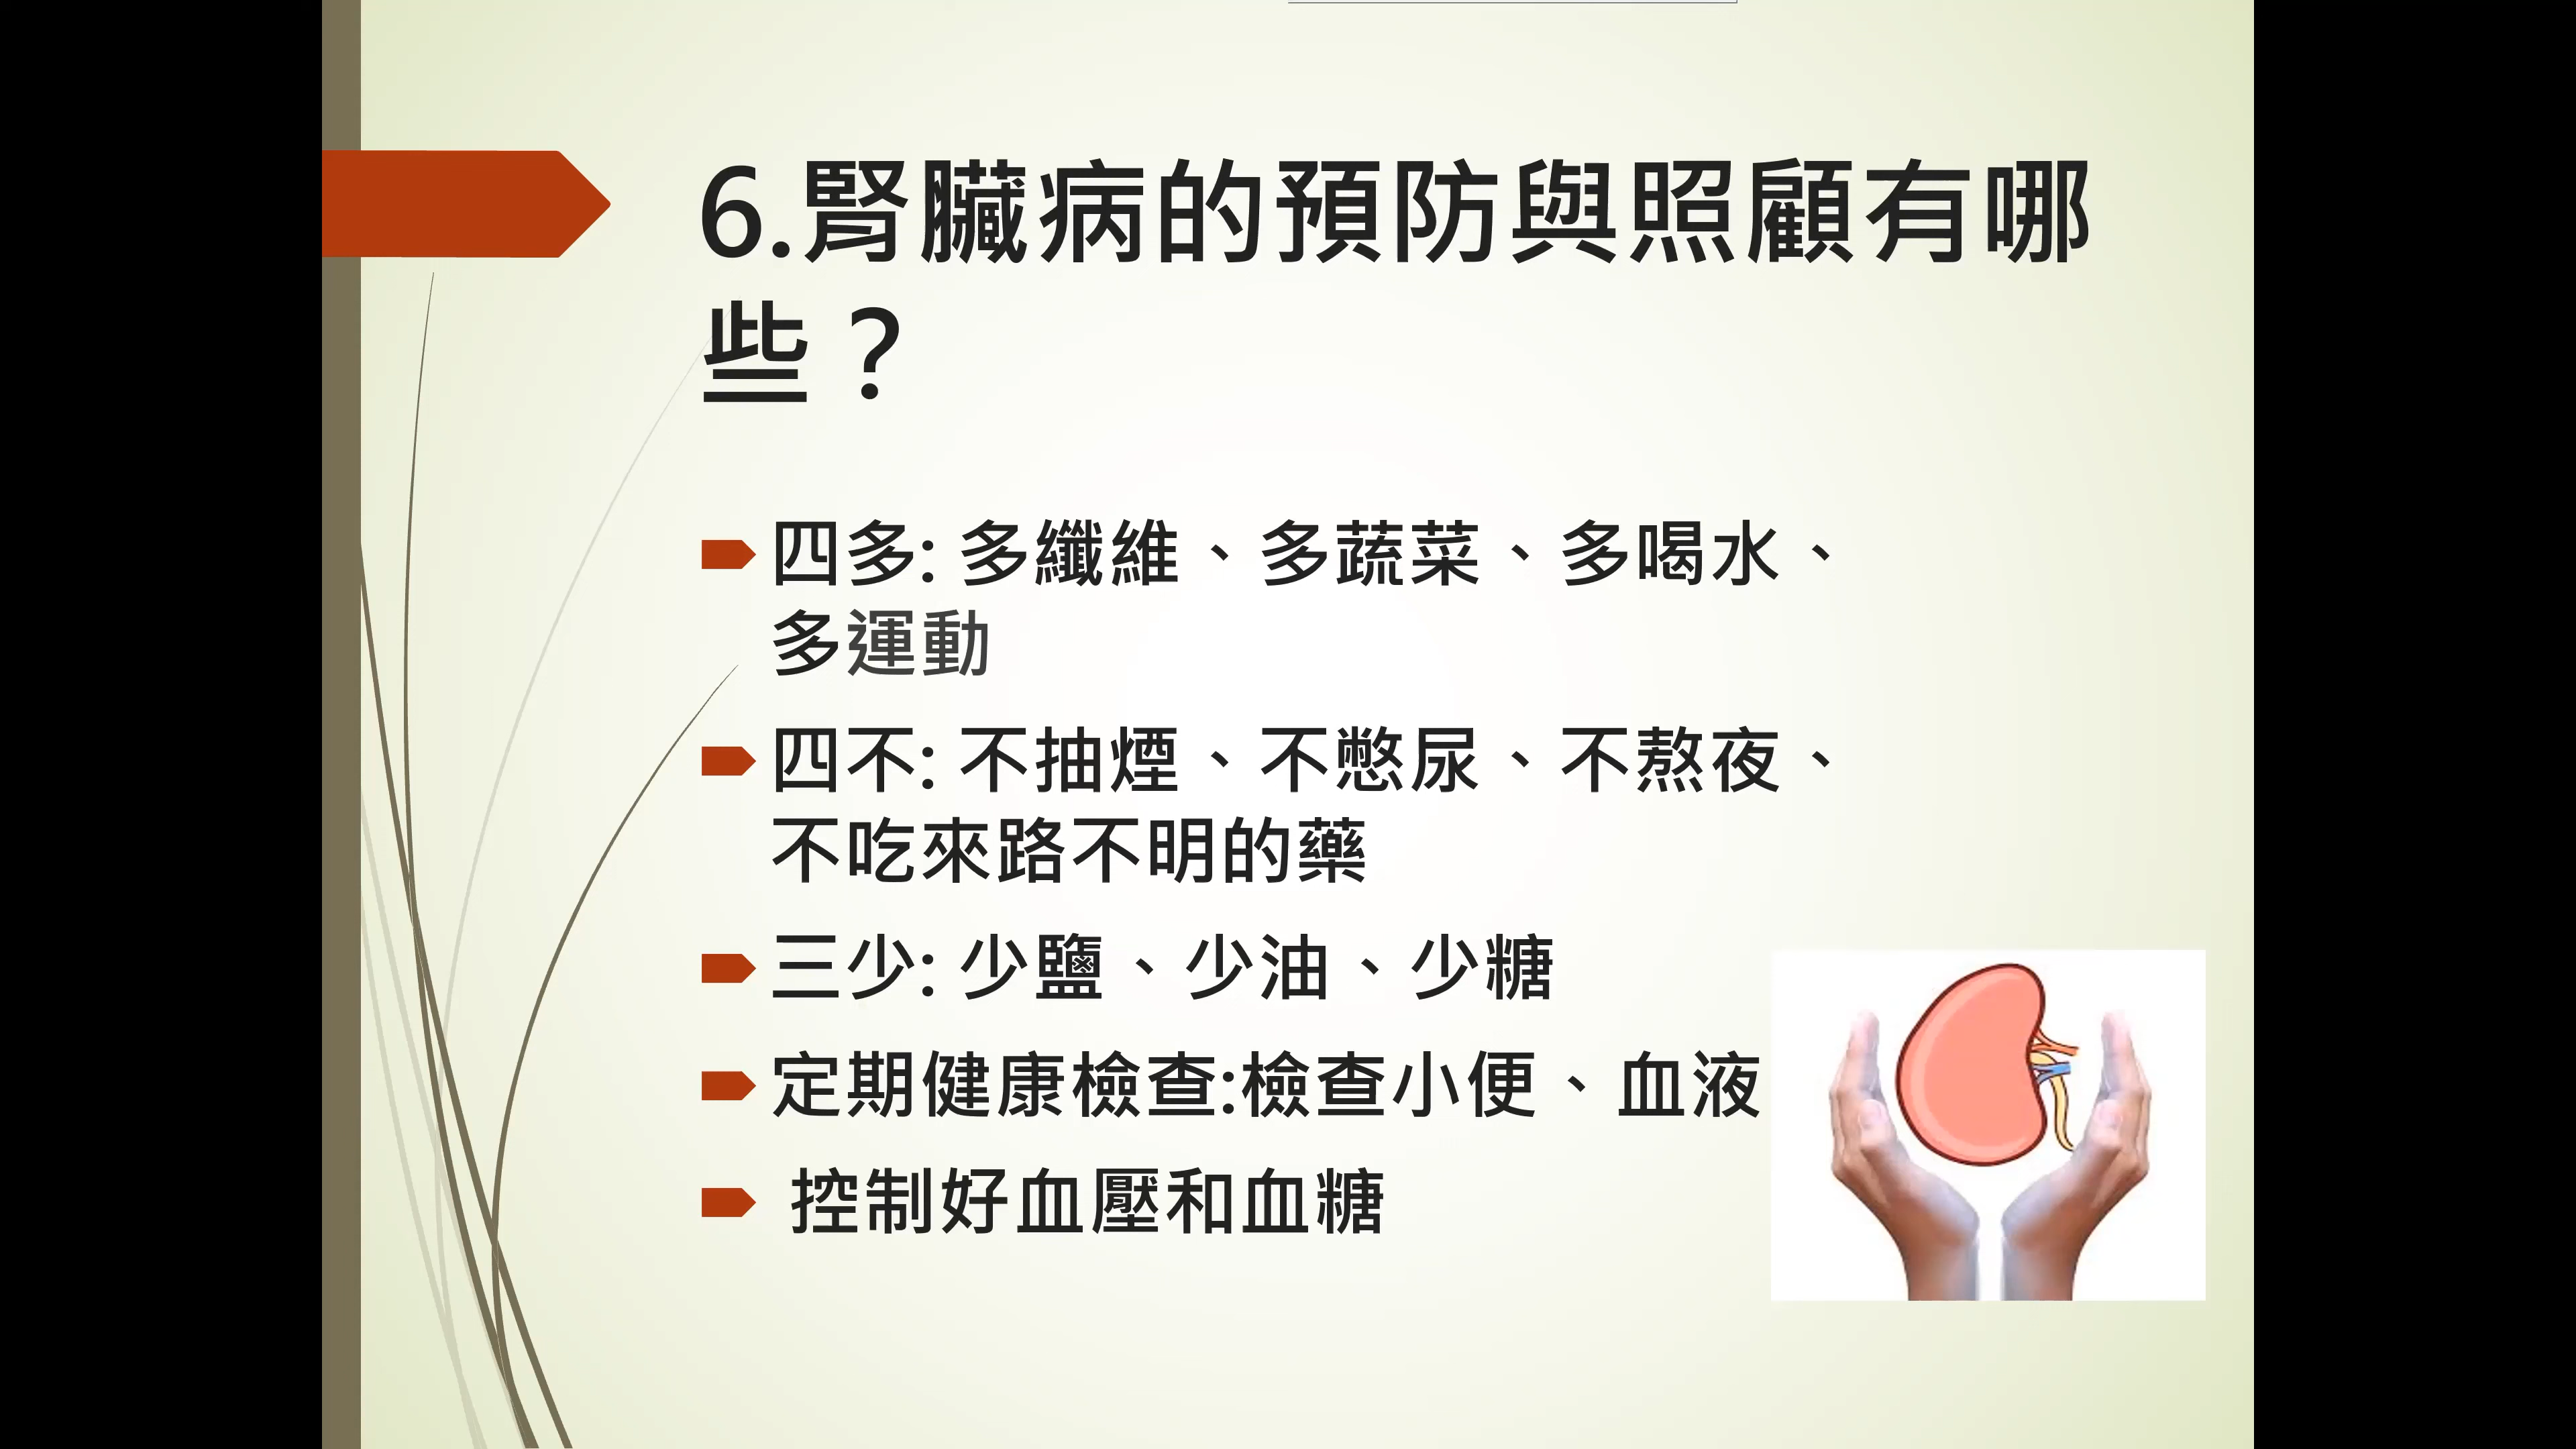 6.腎臟病的預防與照顧有哪
些？
四多: 多纖維、多蔬菜、多喝水、
多運動
四不: 不抽煙、不憋尿、不熬夜、
不吃來路不明的藥
三少: 少鹽、少油、少糖
定期健康檢查:檢查小便、血液
控制好血壓和血糖